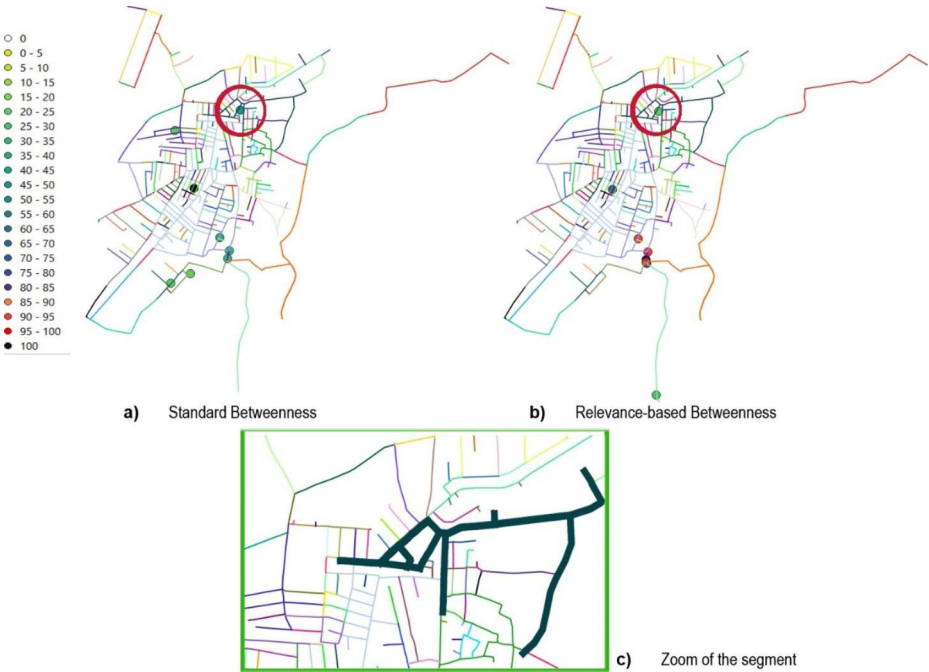 0
0 - 5
5 - 10
10 - 15
15 - 20
20 - 25
25 - 30
30 - 35
35 - 40
40 - 45
45 - 50
50 - 55
55 - 60
60 - 65
65 - 70
70 - 75
75 - 80
80 - 85
85 - 90
90 - 95
95 - 100
100
a) Standard Betweenness
b) Relevance-based Betweenness
c) Zoom of the segment